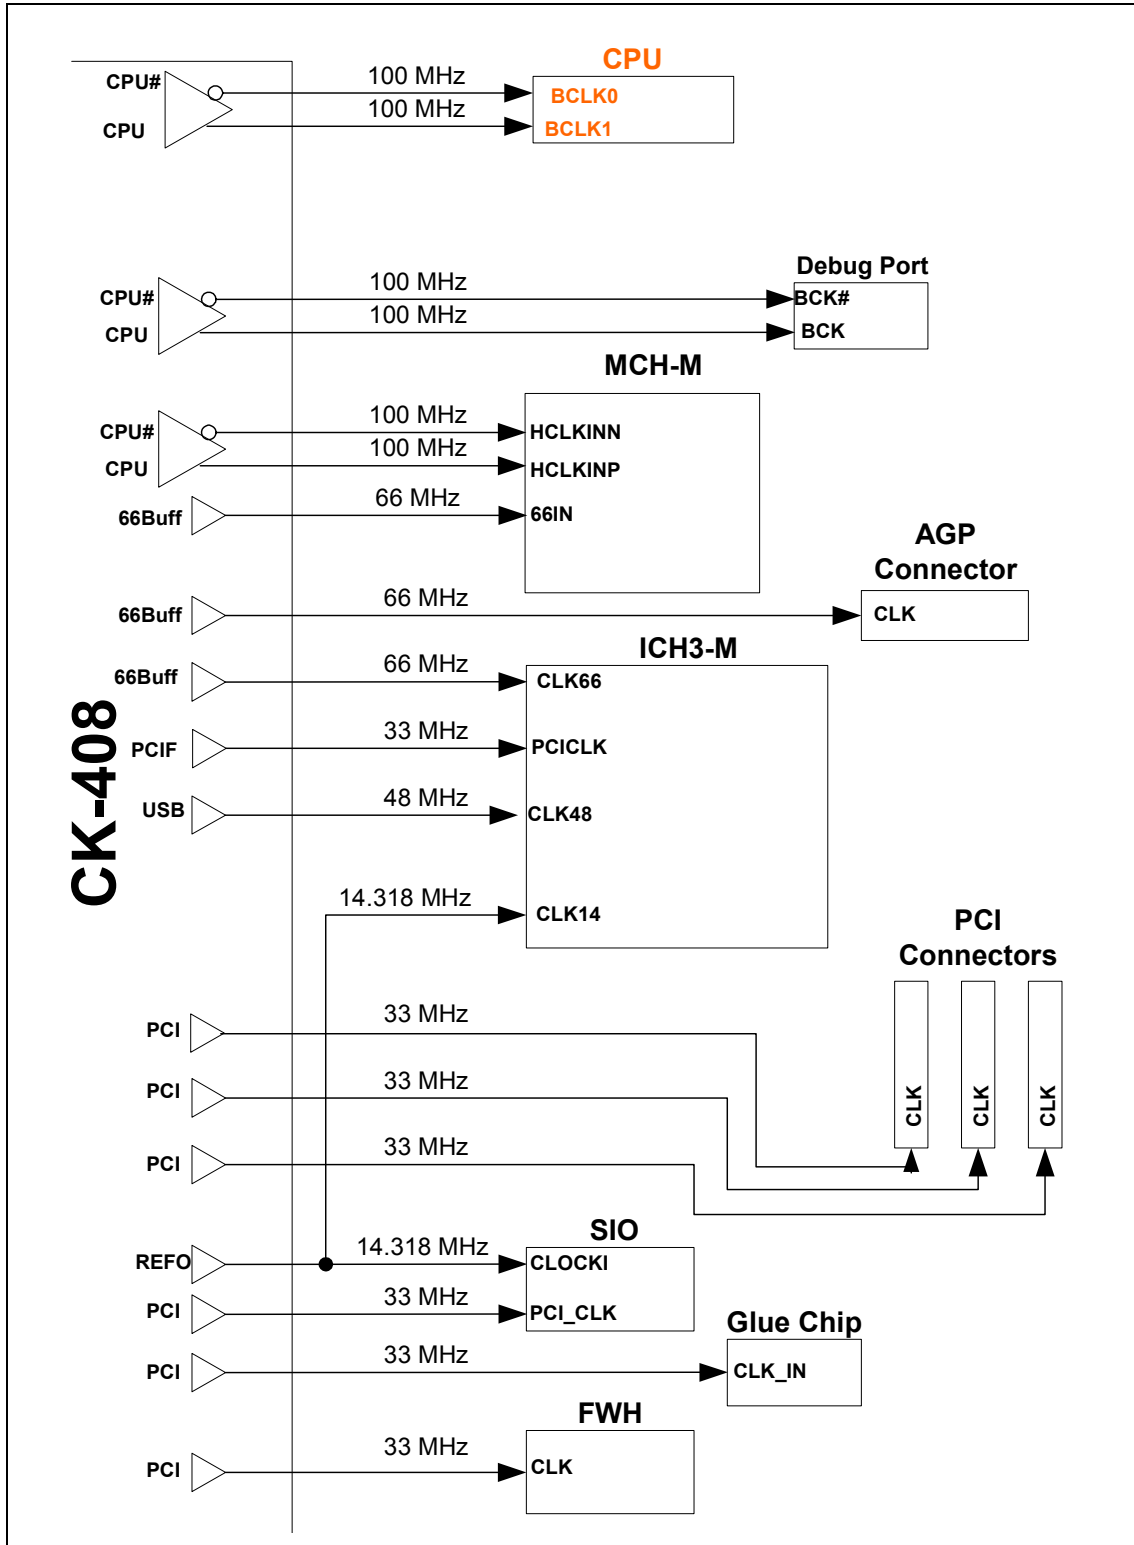 CPU
CPU#
100 MHz
BCLK0
100 MHz
CPU
BCLK1
Debug Port
CPU#
100 MHz
BCK#
100 MHz
CPU
BCK
MCH-M
CPU#
100 MHz
HCLKINN
100 MHz
CPU
HCLKINP
66Buff
66 MHz
66IN
AGP
Connector
66Buff
66 MHz
CLK
ICH3-M
66Buff
66 MHz
CLK66
CK-408
PCIF
33 MHz
PCICLK
USB
48 MHz
CLK48
14.318 MHz
CLK14
PCI
Connectors
PCI
33 MHz
PCI
33 MHz
CLK
CLK
CLK
PCI
33 MHz
SIO
REFO
14.318 MHz
CLOCKI
PCI
33 MHz
PCI_CLK
Glue Chip
PCI
33 MHz
CLK_IN
FWH
PCI
33 MHz
CLK